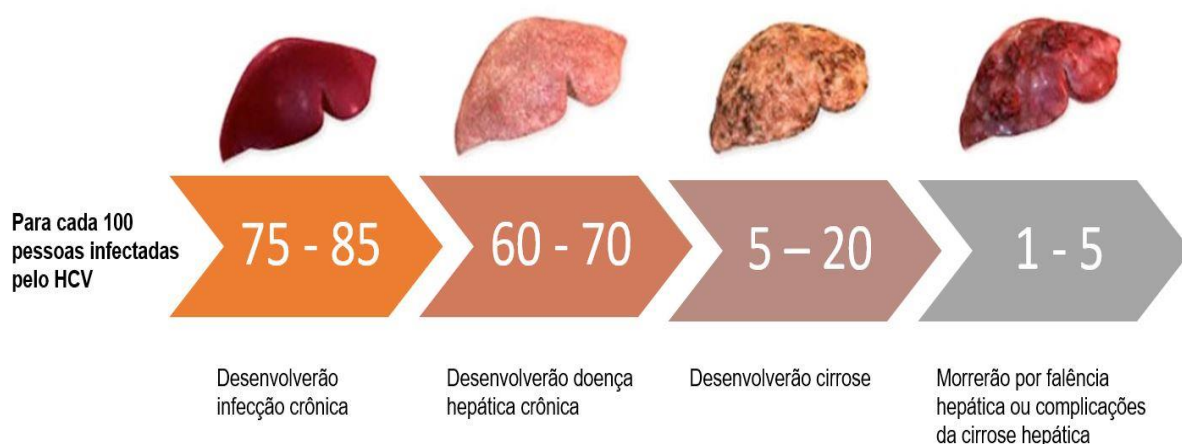 Para cada 100
pessoas infectadas
pelo HCV
75 - 85
60 - 70
5 – 20
1 - 5
Desenvolverão
infecção crônica
Desenvolverão doença
hepática crônica
Desenvolverão cirrose
Morrerão por falência
hepática ou complicações
da cirrose hepática